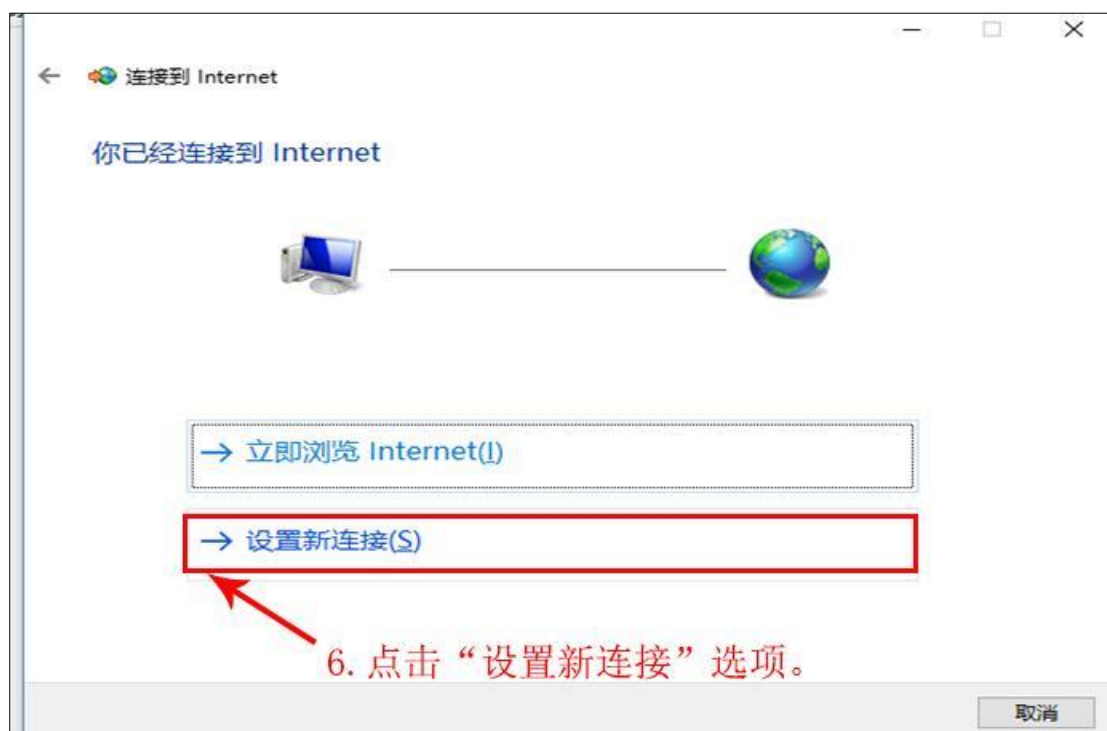 连接到 Internet
你已经连接到 Internet
立即浏览 Internet(I)
设置新连接(S)
6.点击“设置新连接”选项。
取消